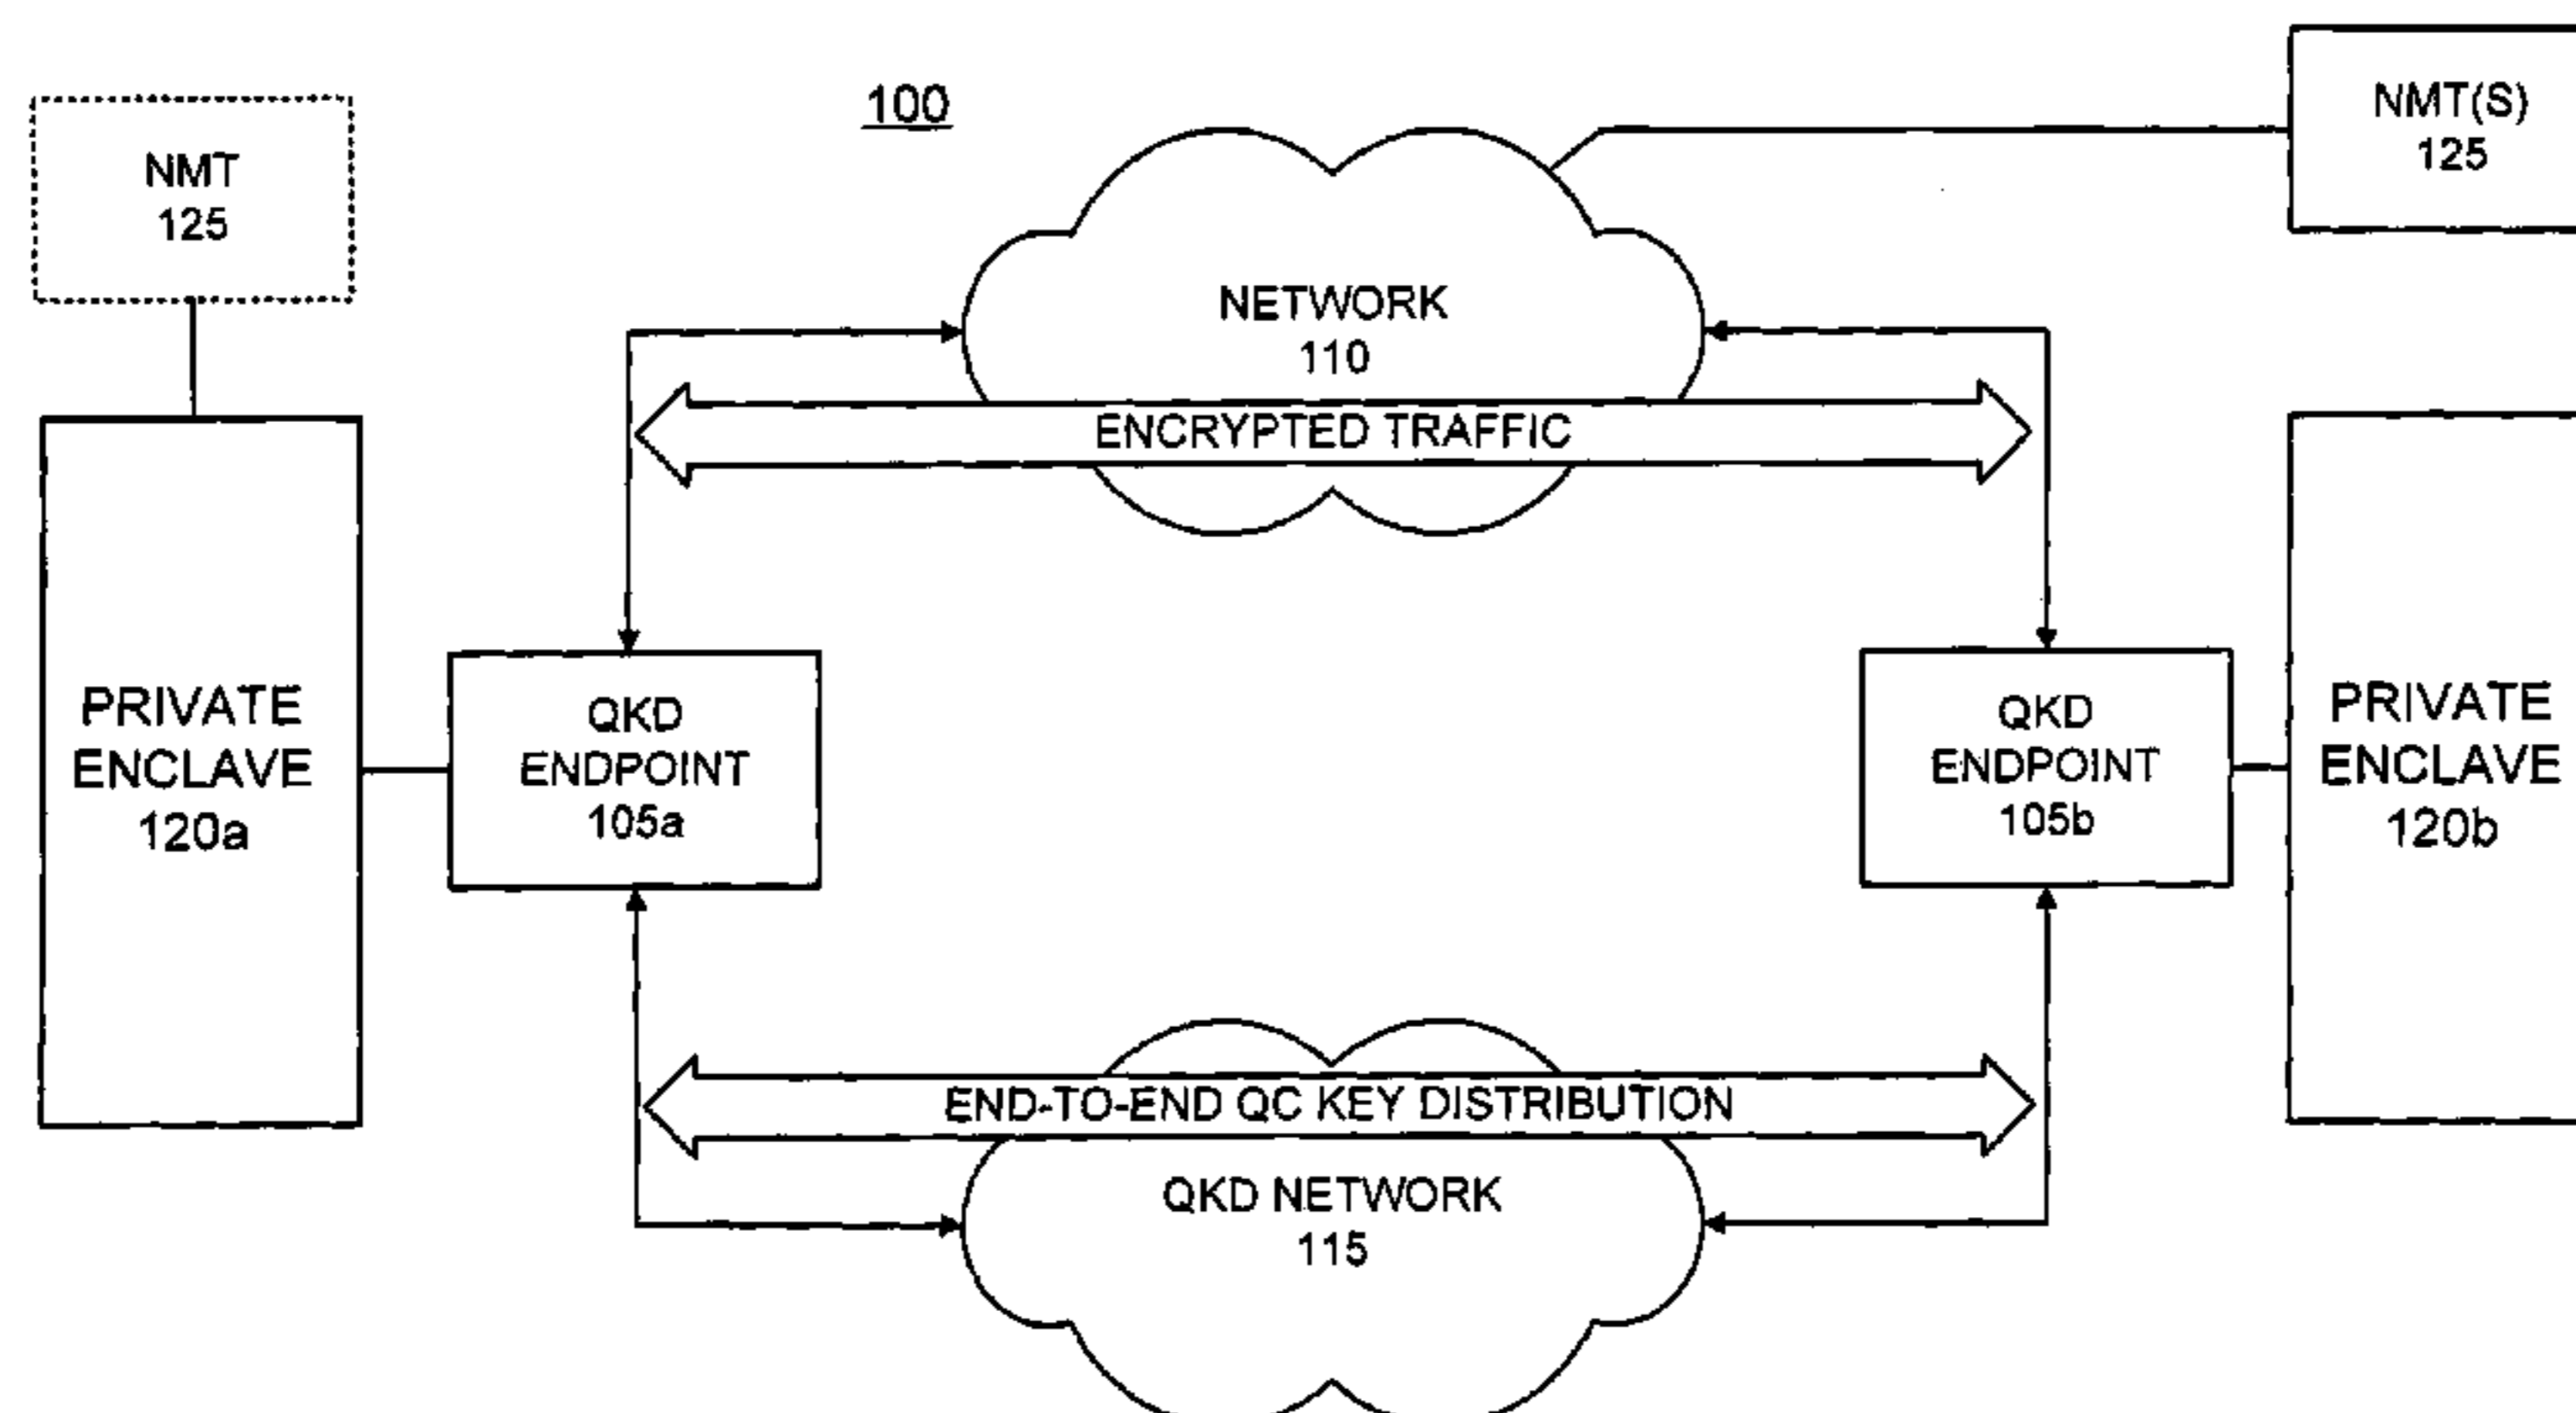 100
NMT
125
NMT(S)
125
NETWORK
110
ENCRYPTED TRAFFIC
PRIVATE
ENCLAVE
120a
QKD
ENDPOINT
105a
QKD
ENDPOINT
105b
PRIVATE
ENCLAVE
120b
END-TO-END QC KEY DISTRIBUTION
QKD NETWORK
115